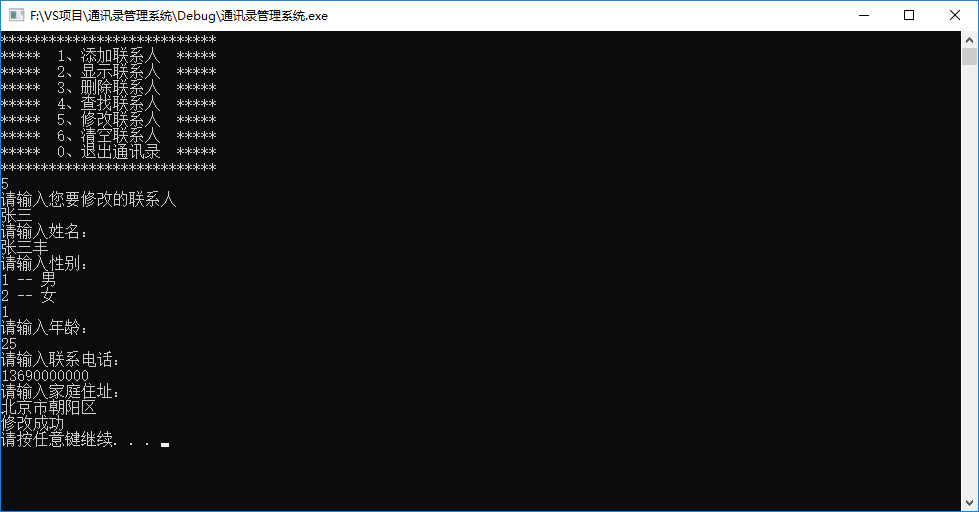 F:\VS项目\通讯录管理系统\Debug\通讯录管理系统.exe
***************************
*****  1、添加联系人  *****
*****  2、显示联系人  *****
*****  3、删除联系人  *****
*****  4、查找联系人  *****
*****  5、修改联系人  *****
*****  6、清空联系人  *****
*****  0、退出通讯录  *****
***************************
5
请输入您要修改的联系人
张三
请输入姓名：
张三丰
请输入性别：
1 -- 男
2 -- 女
1
请输入年龄：
25
请输入联系电话：
13690000000
请输入家庭住址：
北京市朝阳区
修改成功
请按任意键继续. . .